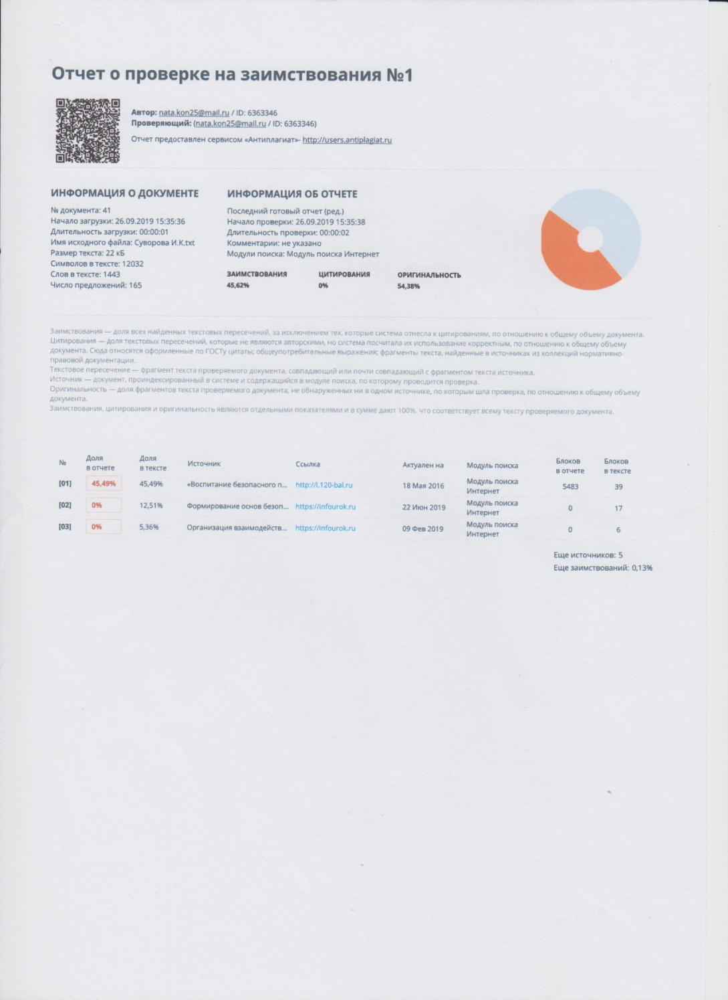 Отчет о проверке на заимствования №1
Автор: nata.kon25@mail.ru / ID: 6363346
Проверяющий: (nata.kon25@mail.ru / ID: 6363346)
Отчет предоставлен сервисом «Антиплагиат»- http://users.antiplagiat.ru
ИНФОРМАЦИЯ О ДОКУМЕНТЕ
№ документа: 41
Начало загрузки: 26.09.2019 15:35:36
Длительность загрузки: 00:00:01
Имя исходного файла: Суворова И.К.txt
Размер текста: 22 кБ
Cимволов в тексте: 12032
Слов в тексте: 1443
Число предложений: 165
ИНФОРМАЦИЯ ОБ ОТЧЕТЕ
Последний готовый отчет (ред.)
Начало проверки: 26.09.2019 15:35:38
Длительность проверки: 00:00:02
Комментарии: не указано
Модули поиска: Модуль поиска Интернет
ЗАИМСТВОВАНИЯ ЦИТИРОВАНИЯ ОРИГИНАЛЬНОСТЬ
45,62% 0% 54,38%
Заимствования — доля всех найденных текстовых пересечений, за исключением тех, которые система отнесла к цитированиям, по отношению к общему объему документа.
Цитирования — доля текстовых пересечений, которые не являются авторскими, но система посчитала их использование корректным, по отношению к общему объему
документа. Сюда относятся оформленные по ГОСТу цитаты; общеупотребительные выражения; фрагменты текста, найденные в источниках из коллекций нормативно-
правовой документации.
Текстовое пересечение — фрагмент текста проверяемого документа, совпадающий или почти совпадающий с фрагментом текста источника.
Источник — документ, проиндексированный в системе и содержащийся в модуле поиска, по которому проводится проверка.
Оригинальность — доля фрагментов текста проверяемого документа, не обнаруженных ни в одном источнике, по которым шла проверка, по отношению к общему объему
документа.
Заимствования, цитирования и оригинальность являются отдельными показателями и в сумме дают 100%, что соответствует всему тексту проверяемого документа.
№ Доля в отчете Доля в тексте Источник Ссылка Актуален на Модуль поиска Блоков в отчете Блоков в тексте
[01] 45,49% 45,49% «Воспитание безопасного п... http://l.120-bal.ru 18 Мая 2016 Модуль поиска Интернет 5483 39
[02] 0% 12,51% Формирование основ безоп... https://infourok.ru 22 Июн 2019 Модуль поиска Интернет 0 17
[03] 0% 5,36% Организация взаимодейств... https://infourok.ru 09 Фев 2019 Модуль поиска Интернет 0 6
Еще источников: 5
Еще заимствований: 0,13%